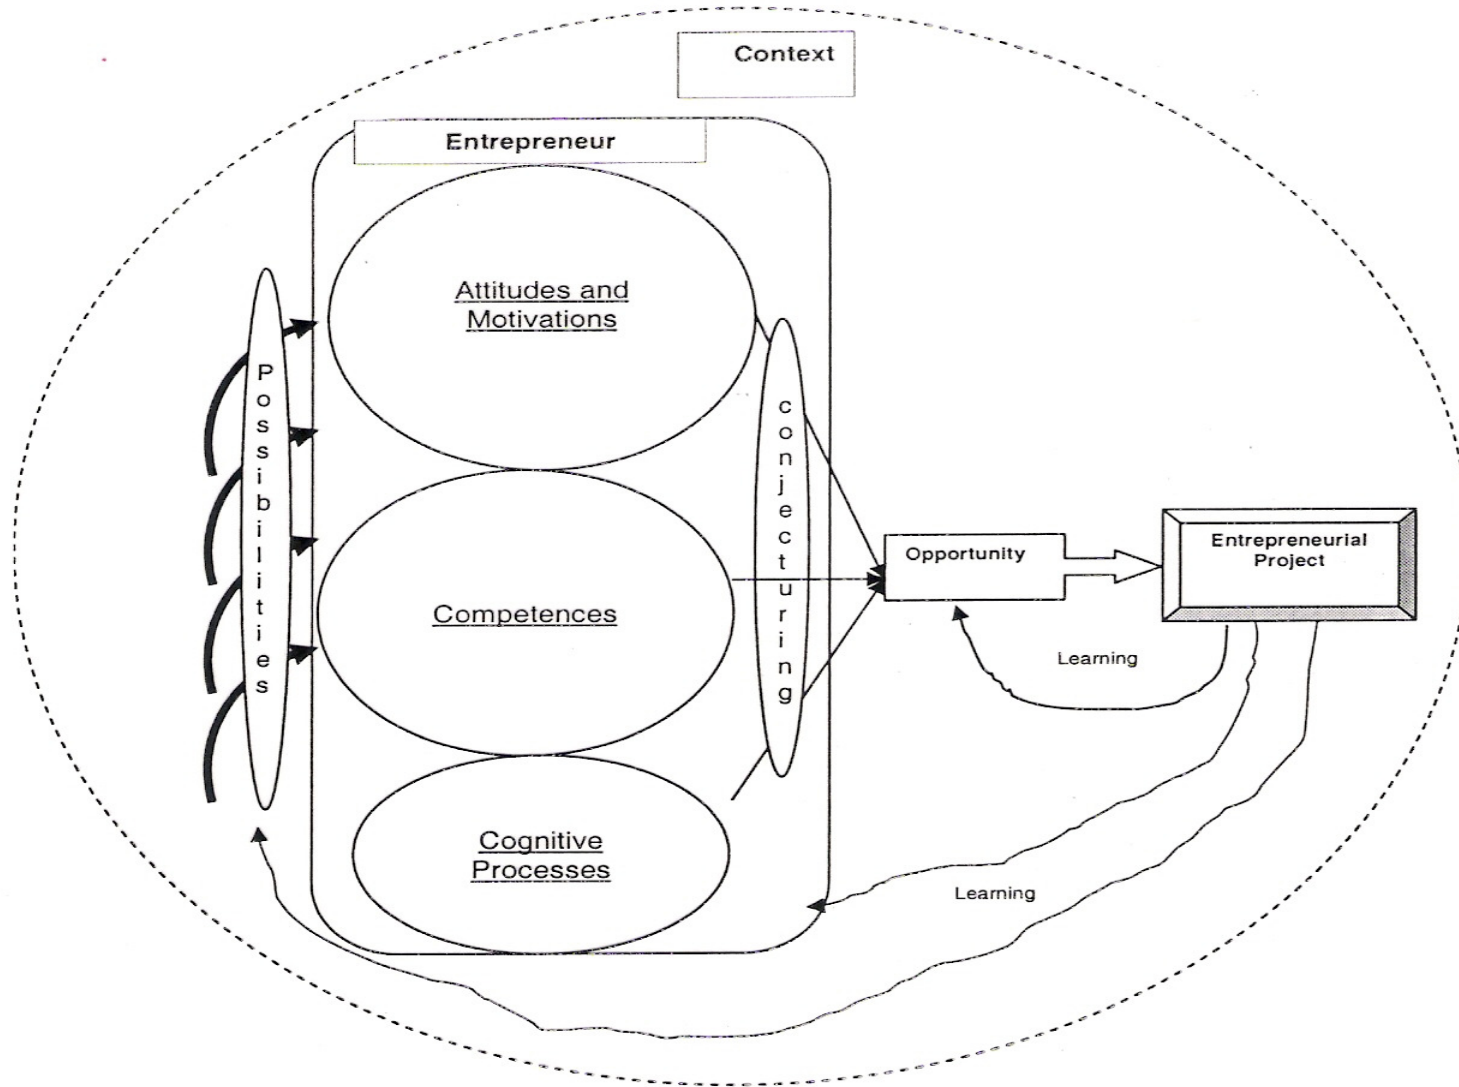 Context
Entrepreneur
Attitudes and
Motivations
Possibilities
conjecturing
Opportunity
Entrepreneurial
Project
Competences
Learning
Cognitive
Processes
Learning